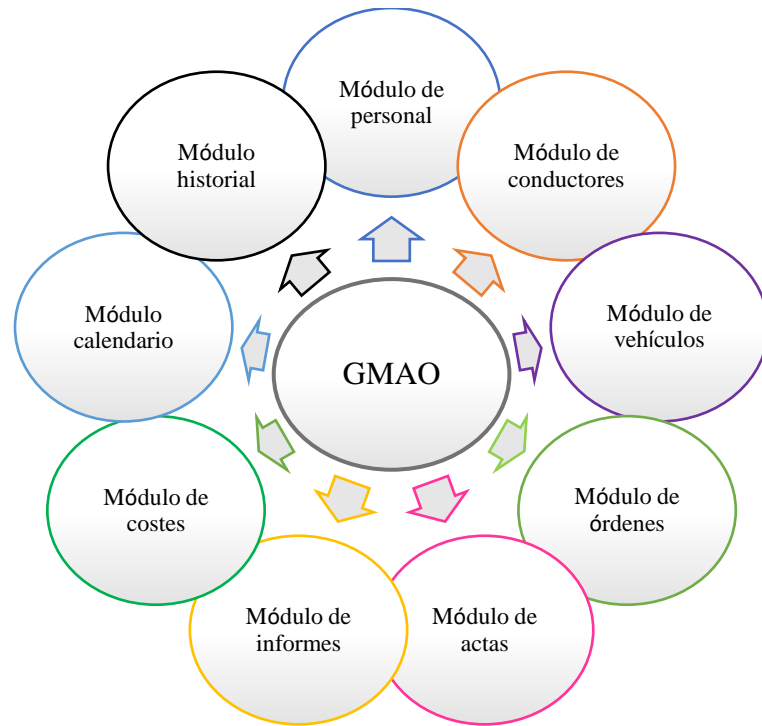 Módulo de
personal
Módulo de
conductores
Módulo de
vehículos
Módulo de
órdenes
Módulo de
actas
Módulo de
informes
Módulo de
costes
Módulo
calendario
Módulo
historial
GMAO